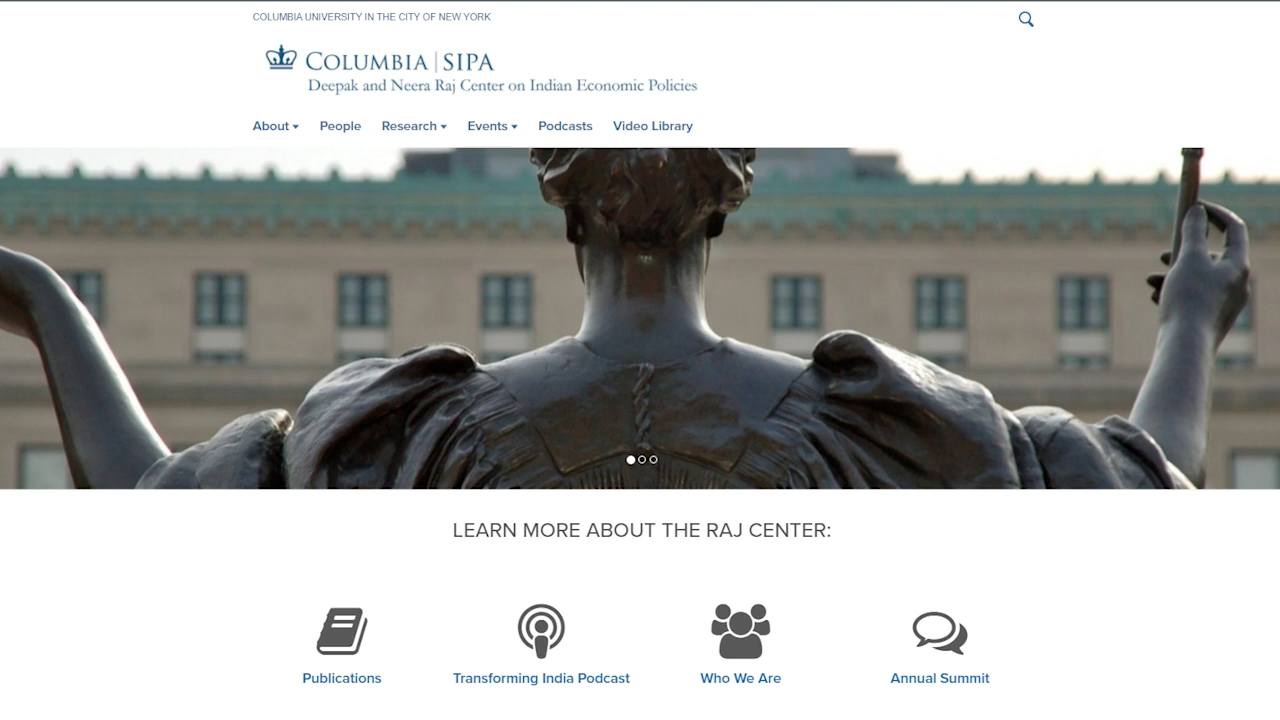 COLUMBIA UNIVERSITY IN THE CITY OF NEW YORK
COLUMBIA | SIPA
Deepak and Neera Raj Center on Indian Economic Policies
About People Research Events Podcasts Video Library
LEARN MORE ABOUT THE RAJ CENTER:
Publications Transforming India Podcast Who We Are Annual Summit